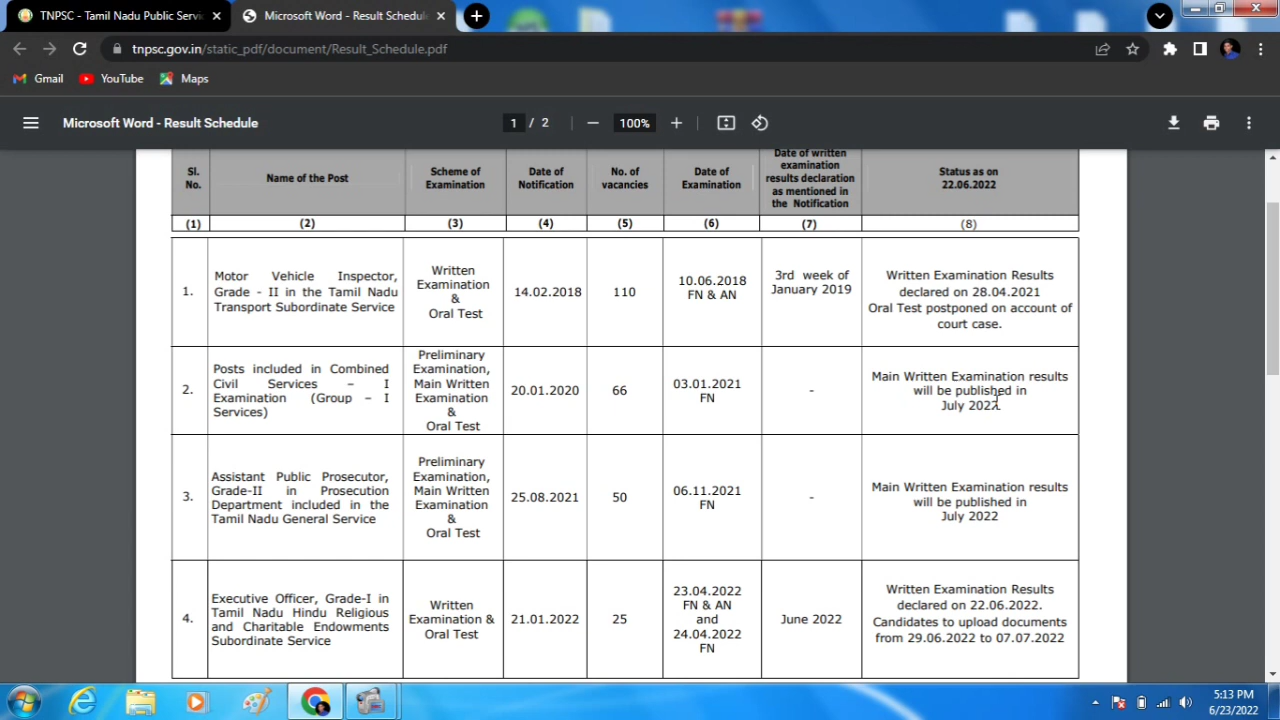 TNPSC - Tamil Nadu Public Servi
Microsoft Word - Result Schedule
tnpsc.gov.in/static_pdf/document/Result_Schedule.pdf
Gmail
YouTube
Maps
Microsoft Word - Result Schedule
1 / 2
100%
Sl.
No.
Name of the Post
Scheme of
Examination
Date of
Notification
No. of
vacancies
Date of
Examination
Date of written
examination
results declaration
as mentioned in
the Notification
Status as on
22.06.2022
(1) (2) (3) (4) (5) (6) (7) (8)
1.
Motor Vehicle Inspector,
Grade - II in the Tamil Nadu
Transport Subordinate Service
Written
Examination
&
Oral Test
14.02.2018
110
10.06.2018
FN & AN
3rd week of
January 2019
Written Examination Results
declared on 28.04.2021
Oral Test postponed on account of
court case.
2.
Posts included in Combined
Civil Services – I
Examination (Group – I
Services)
Preliminary
Examination,
Main Written
Examination
&
Oral Test
20.01.2020
66
03.01.2021
FN
-
Main Written Examination results
will be published in
July 2022
3.
Assistant Public Prosecutor,
Grade-II in Prosecution
Department included in the
Tamil Nadu General Service
Preliminary
Examination,
Main Written
Examination
&
Oral Test
25.08.2021
50
06.11.2021
FN
-
Main Written Examination results
will be published in
July 2022
4.
Executive Officer, Grade-I in
Tamil Nadu Hindu Religious
and Charitable Endowments
Subordinate Service
Written
Examination &
Oral Test
21.01.2022
25
23.04.2022
FN & AN
and
24.04.2022
FN
June 2022
Written Examination Results
declared on 22.06.2022.
Candidates to upload documents
from 29.06.2022 to 07.07.2022
5:13 PM
6/23/2022